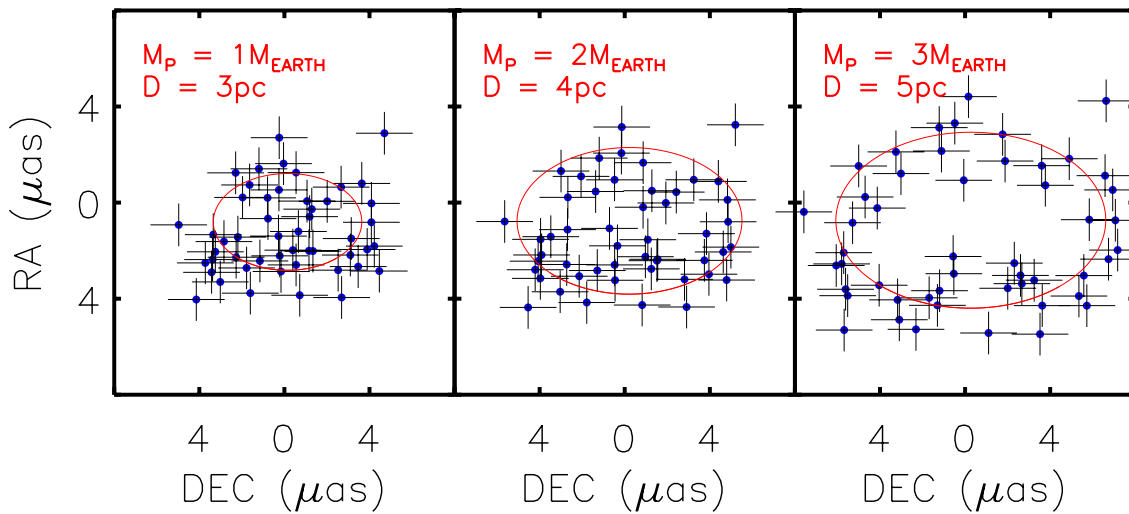 M_P = 1M_EARTH
D = 3pc
M_P = 2M_EARTH
D = 4pc
M_P = 3M_EARTH
D = 5pc
RA (μas)
4
0
4
4 0 4
4 0 4
4 0 4
DEC (μas)
DEC (μas)
DEC (μas)